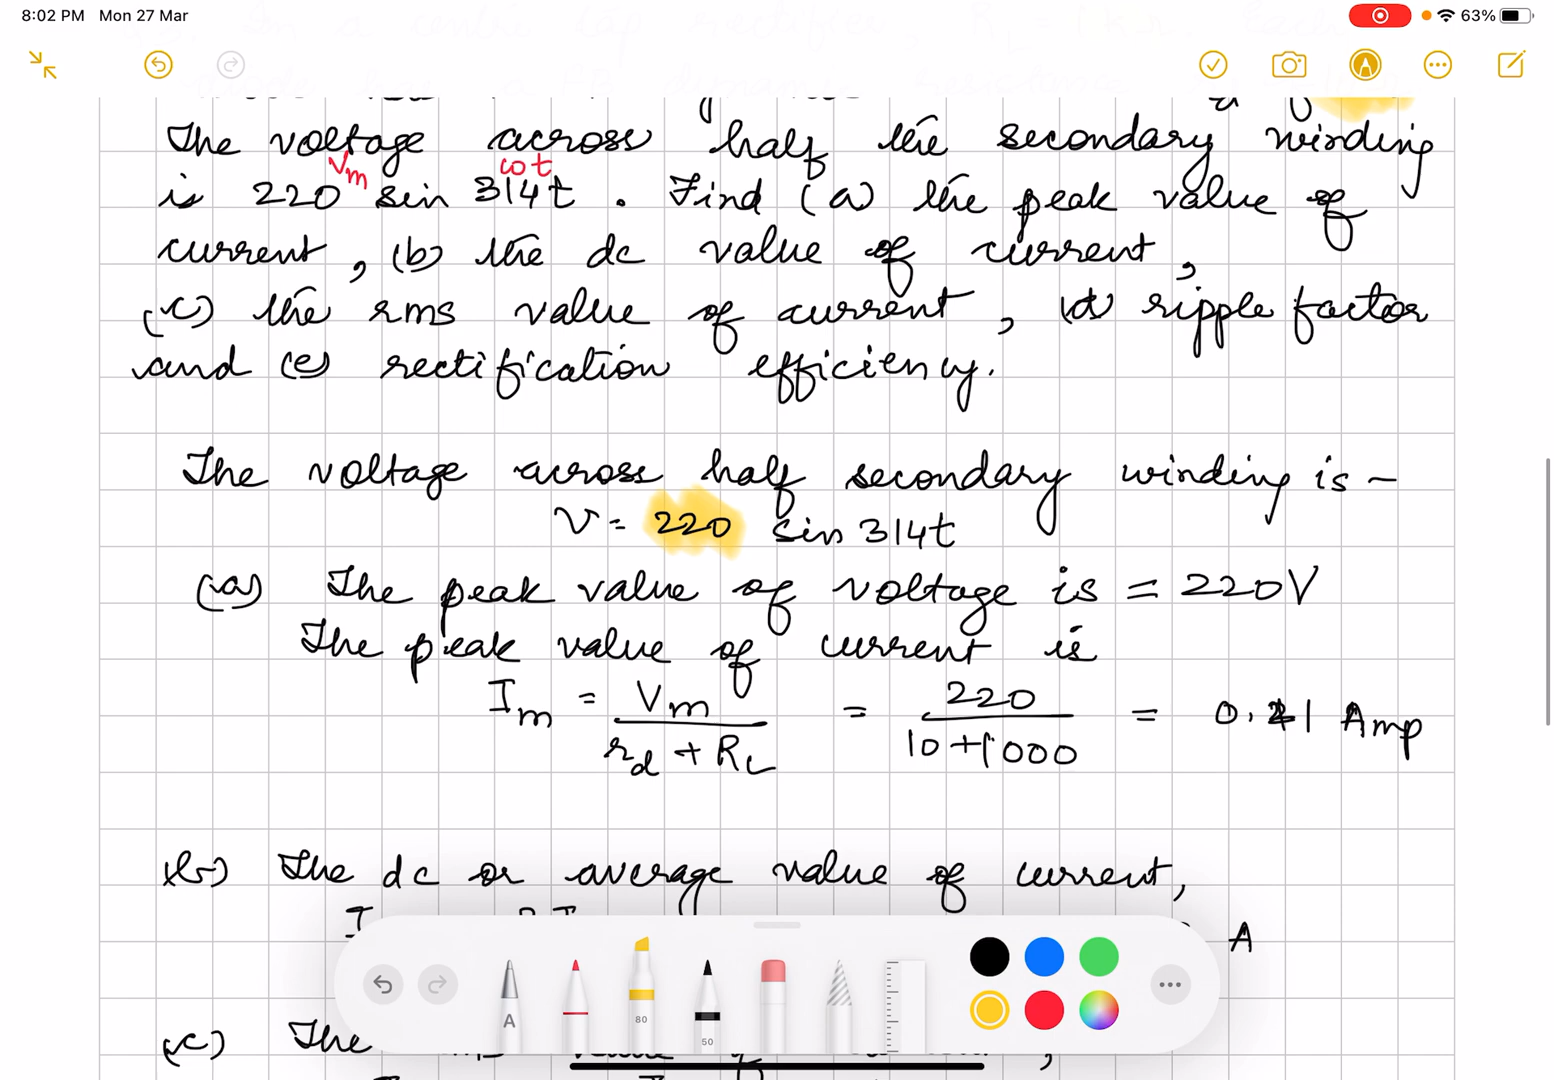 8:02 PM Mon 27 Mar
63%
The voltage across half the secondary winding
Vm ωt
is 220 sin 314t . Find (a) the peak value of
current, (b) the dc value of current,
(c) the rms value of current, (d) ripple factor
and (e) rectification efficiency.
The voltage across half secondary winding is -
V = 220 sin 314t
(a) The peak value of voltage is = 220V
The peak value of current is
Im = Vm / (rd + RL) = 220 / (10 + 1000) = 0.21 Amp
(b) The dc or average value of current,
A
(c) The
A
80
50